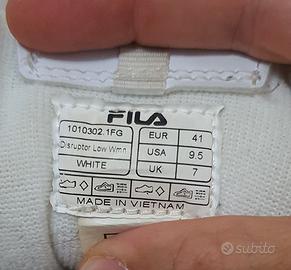 FILA
1010302.1FG
Disruptor Low Wmn
WHITE
EUR 41
USA 9.5
UK 7
MADE IN VIETNAM
subito